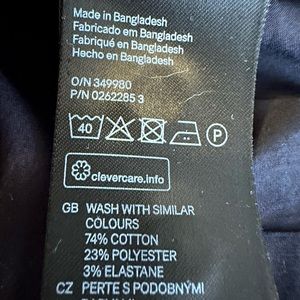 Made in Bangladesh
Fabricado em Bangladesh
Fabriqué en Bangladesh
Hecho en Bangladesh
O/N 349980
P/N 0262285 3
40
P
clevercare.info
GB WASH WITH SIMILAR
COLOURS
74% COTTON
23% POLYESTER
3% ELASTANE
CZ PERTE S PODOBNÝMI